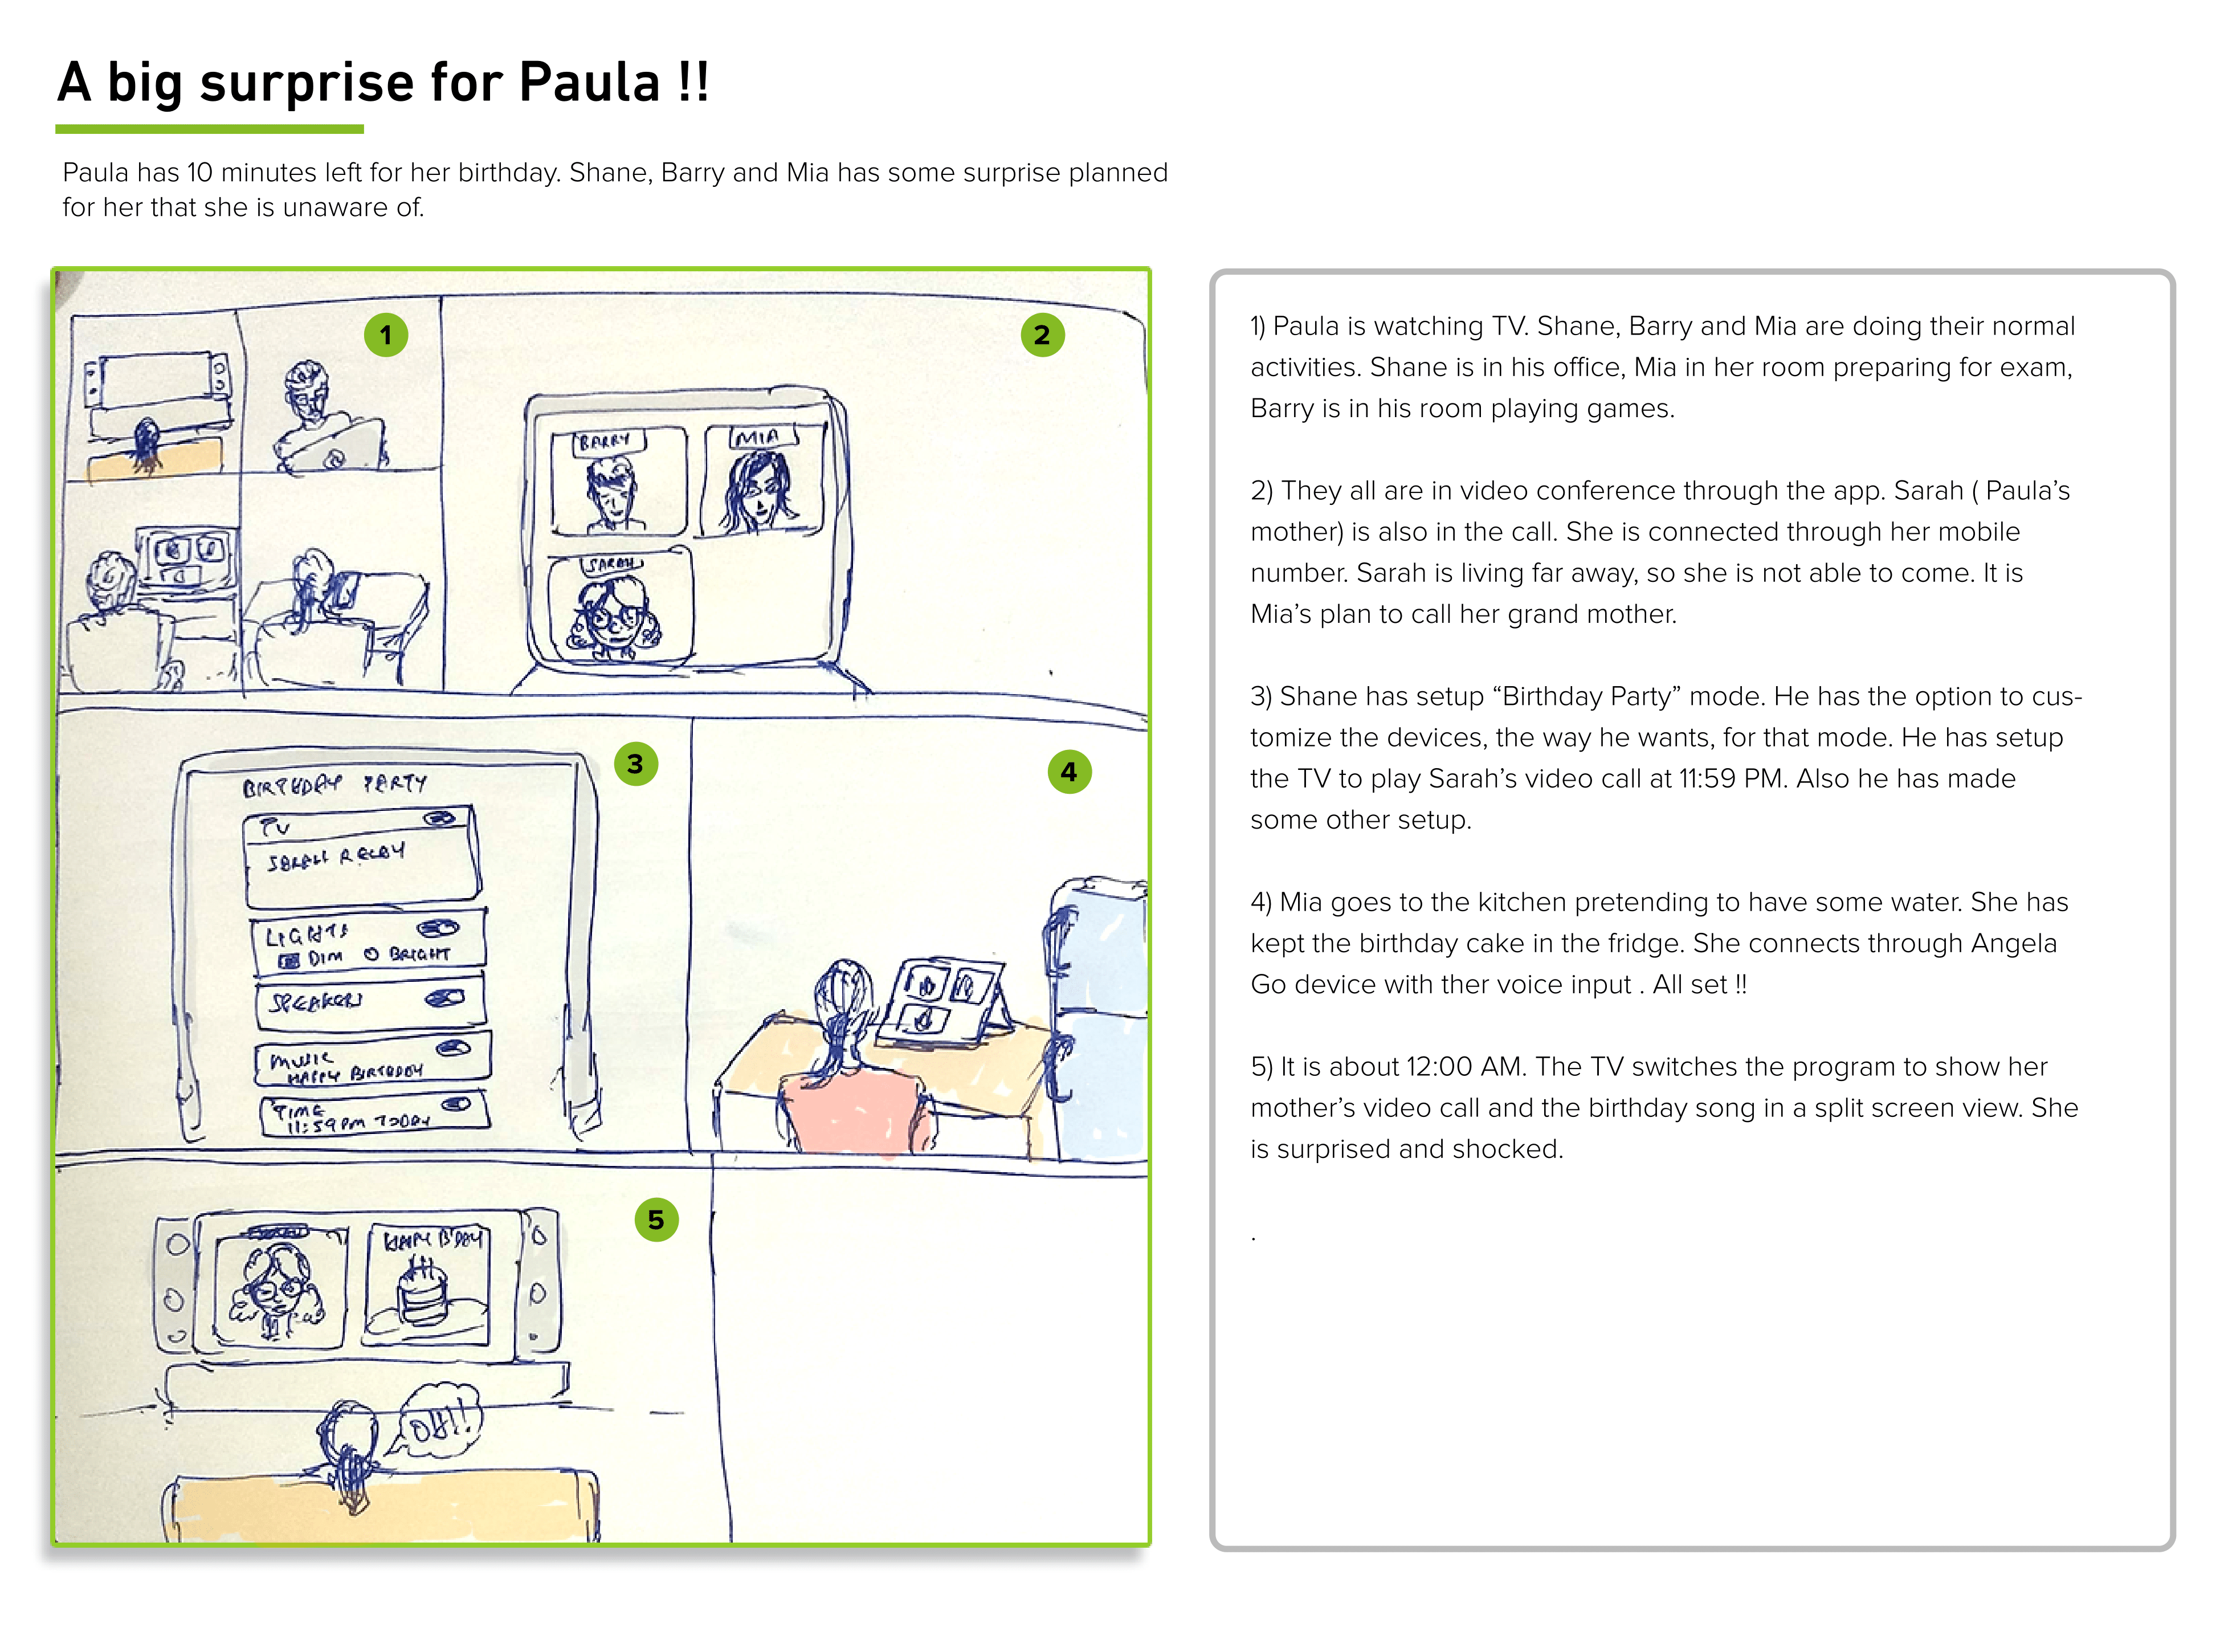 A big surprise for Paula !!
Paula has 10 minutes left for her birthday. Shane, Barry and Mia has some surprise planned
for her that she is unaware of.
1
2
BARRY
MIA
SARAH
3
BIRTHDAY PARTY
TV
SARAH RELAY
LIGHTS
DIM BRIGHT
SPEAKERS
MUSIC
HAPPY BIRTHDAY
TIME
11:59 PM TODAY
4
5
HAPPY B'DAY
OH!!
1) Paula is watching TV. Shane, Barry and Mia are doing their normal
activities. Shane is in his office, Mia in her room preparing for exam,
Barry is in his room playing games.
2) They all are in video conference through the app. Sarah ( Paula’s
mother) is also in the call. She is connected through her mobile
number. Sarah is living far away, so she is not able to come. It is
Mia’s plan to call her grand mother.
3) Shane has setup “Birthday Party” mode. He has the option to cus-
tomize the devices, the way he wants, for that mode. He has setup
the TV to play Sarah’s video call at 11:59 PM. Also he has made
some other setup.
4) Mia goes to the kitchen pretending to have some water. She has
kept the birthday cake in the fridge. She connects through Angela
Go device with ther voice input . All set !!
5) It is about 12:00 AM. The TV switches the program to show her
mother’s video call and the birthday song in a split screen view. She
is surprised and shocked.
.